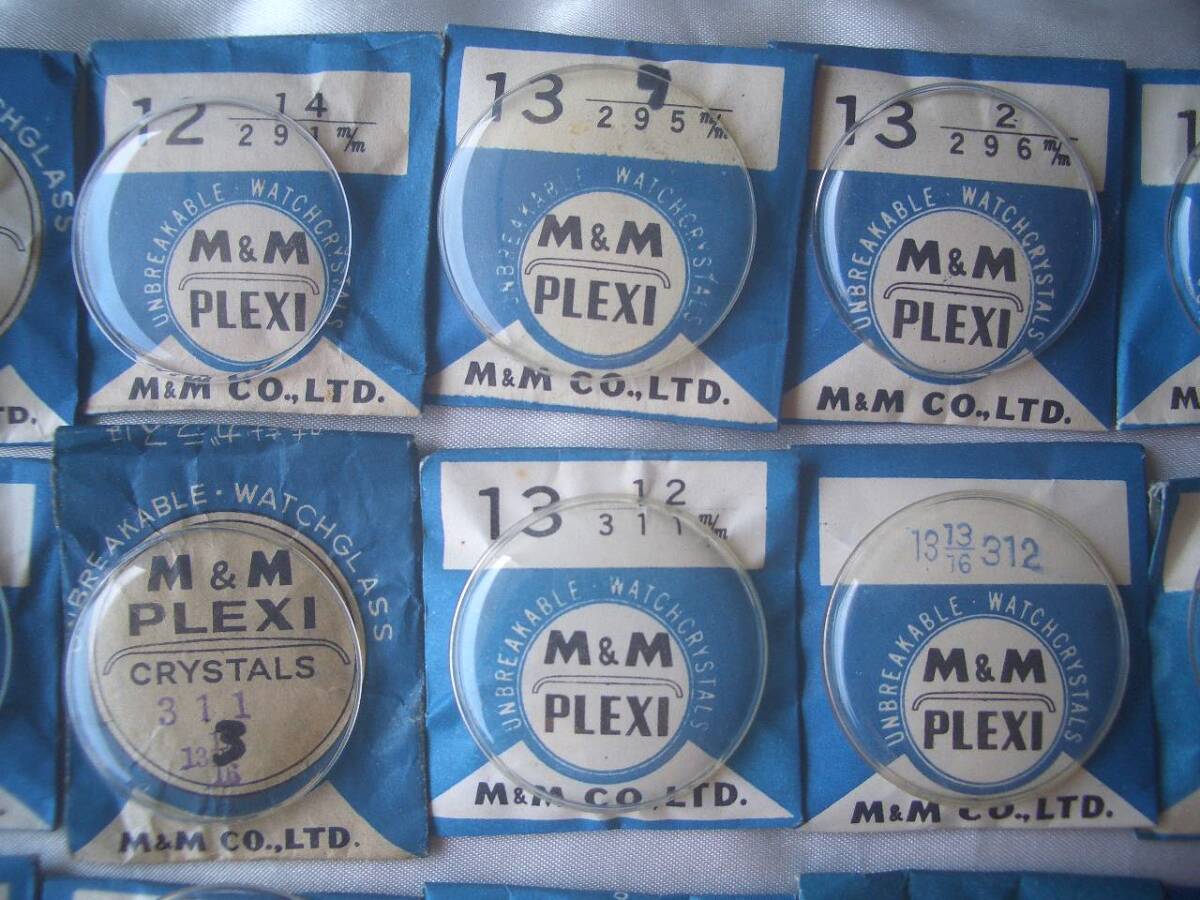 12 14
291 m/m
UNBREAKABLE · WATCHCRYSTALS
M&M
PLEXI
M&M CO.,LTD.
13
295 m/m
UNBREAKABLE · WATCHCRYSTALS
M&M
PLEXI
M&M CO.,LTD.
13 2
296 m/m
UNBREAKABLE · WATCHCRYSTALS
M&M
PLEXI
M&M CO.,LTD.
UNBREAKABLE · WATCHGLASS
M & M
PLEXI
CRYSTALS
311
13 3
16
M&M CO.,LTD.
13 12
311 m/m
UNBREAKABLE · WATCHCRYSTALS
M&M
PLEXI
M&M CO.,LTD.
13 13/16 312
UNBREAKABLE · WATCHCRYSTALS
M&M
PLEXI
M&M CO.,LTD.